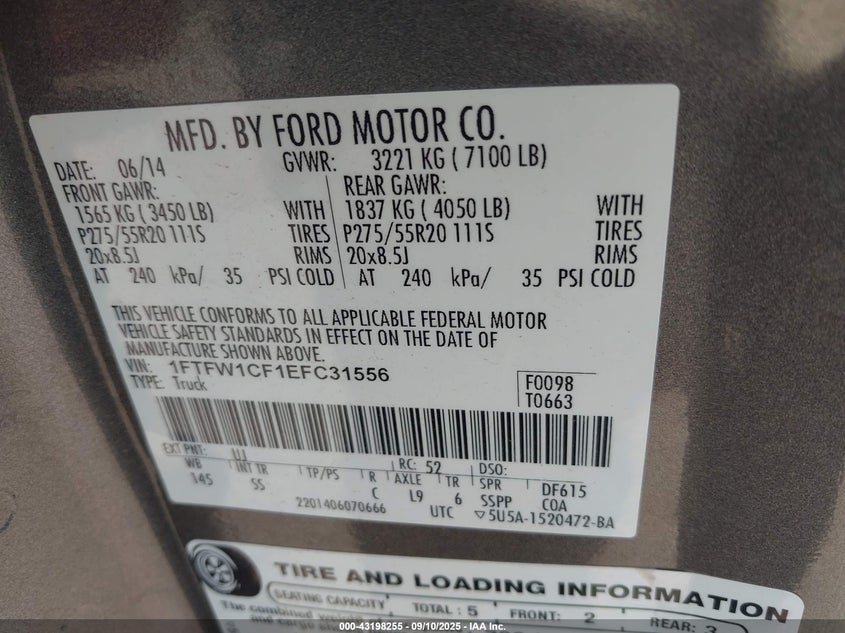 MFD. BY FORD MOTOR CO.
DATE: 06/14 GVWR: 3221 KG ( 7100 LB)
FRONT GAWR: REAR GAWR:
1565 KG ( 3450 LB) WITH 1837 KG ( 4050 LB) WITH
P275/55R20 111S TIRES P275/55R20 111S TIRES
20x8.5J RIMS 20x8.5J RIMS
AT 240 kPa/ 35 PSI COLD AT 240 kPa/ 35 PSI COLD
THIS VEHICLE CONFORMS TO ALL APPLICABLE FEDERAL MOTOR
VEHICLE SAFETY STANDARDS IN EFFECT ON THE DATE OF
MANUFACTURE SHOWN ABOVE.
VIN: 1FTFW1CF1EFC31556
TYPE: Truck
F0098
T0663
EXT PNT: UJ RC: 52 DSO:
WB INT TR TP/PS R AXLE TR SPR DF615
145 SS C L9 6 SSPP COA
2201406070666 UTC ▽5U5A-1520472-BA
TIRE AND LOADING INFORMATION
SEATING CAPACITY TOTAL : 5 FRONT: 2 REAR: 3
The combined
000-43198255 - 09/10/2025 - IAA Inc.